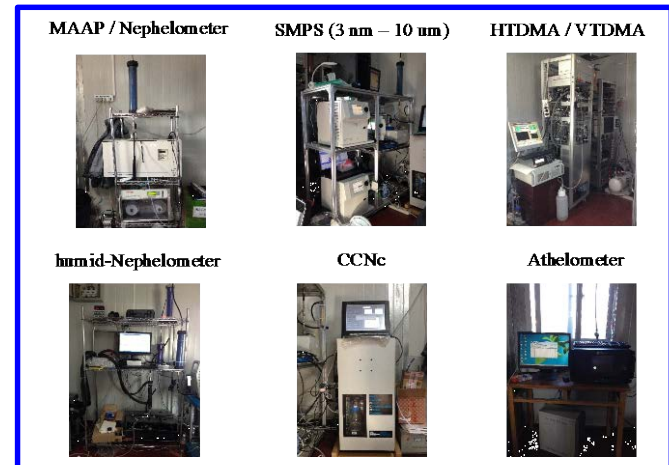 MAAP / Nephelometer
SMPS (3 nm – 10 um)
HTDMA / VTDMA
humid-Nephelometer
CCNc
Athelometer